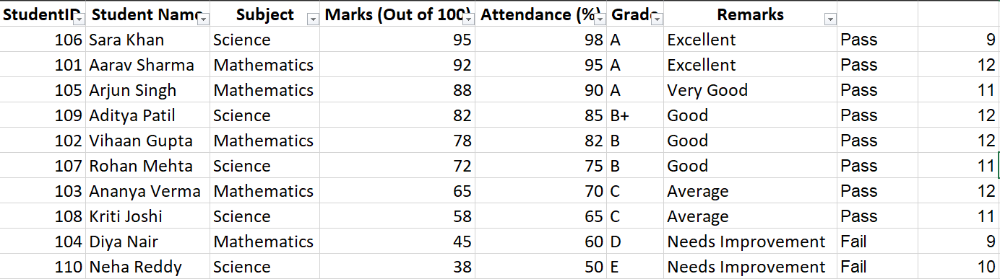 StudentID Student Name Subject Marks (Out of 100) Attendance (%) Grade Remarks
106 Sara Khan Science 95 98 A Excellent Pass 9
101 Aarav Sharma Mathematics 92 95 A Excellent Pass 12
105 Arjun Singh Mathematics 88 90 A Very Good Pass 11
109 Aditya Patil Science 82 85 B+ Good Pass 12
102 Vihaan Gupta Mathematics 78 82 B Good Pass 12
107 Rohan Mehta Science 72 75 B Good Pass 11
103 Ananya Verma Mathematics 65 70 C Average Pass 12
108 Kriti Joshi Science 58 65 C Average Pass 11
104 Diya Nair Mathematics 45 60 D Needs Improvement Fail 9
110 Neha Reddy Science 38 50 E Needs Improvement Fail 10